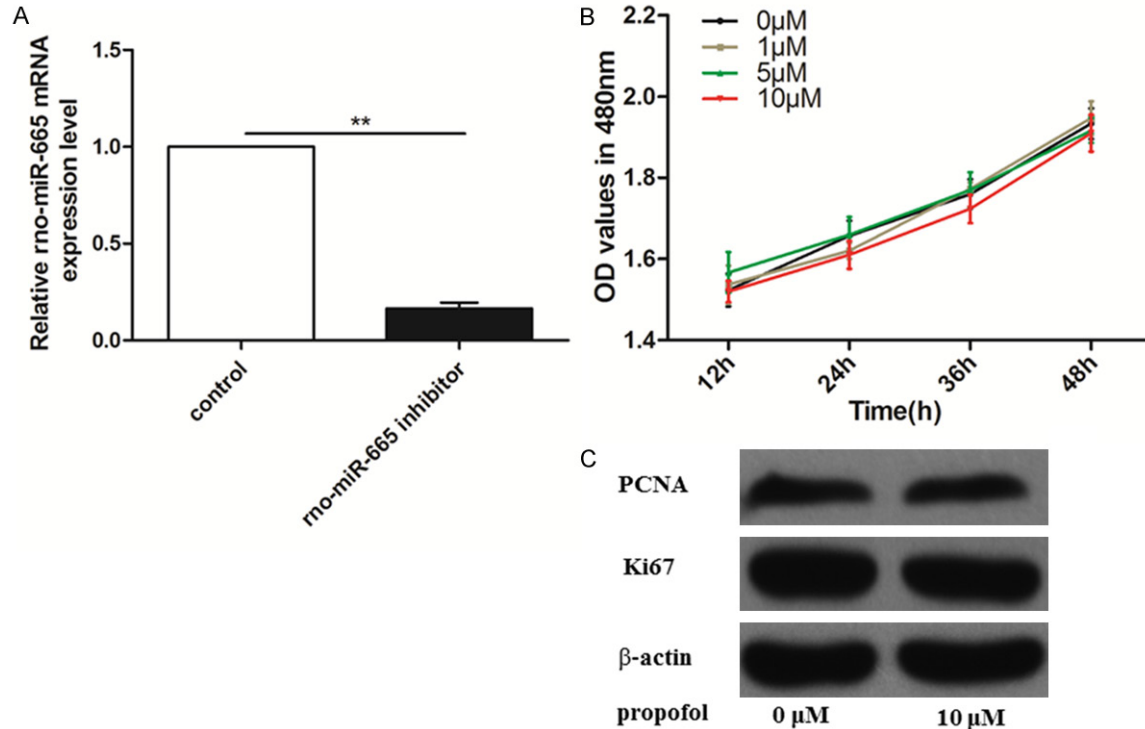 A
Relative rno-miR-665 mRNA
expression level
1.5
1.0
0.5
0.0
**
control
rno-miR-665 inhibitor
B
0μM
1μM
5μM
10μM
OD values in 480nm
2.2
2.0
1.8
1.6
1.4
12h
24h
36h
48h
Time(h)
C
PCNA
Ki67
β-actin
propofol 0 μM 10 μM